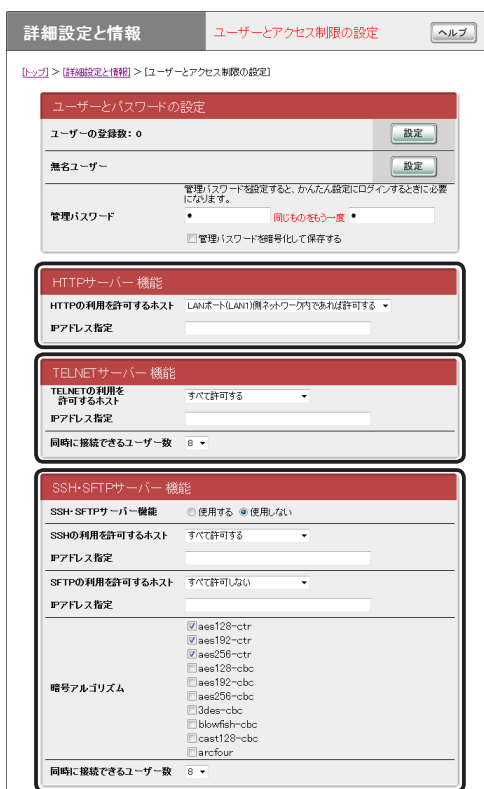 詳細設定と情報
ユーザーとアクセス制限の設定
ヘルプ
[トップ] > [詳細設定と情報] > [ユーザーとアクセス制限の設定]
ユーザーとパスワードの設定
ユーザーの登録数: 0
設定
無名ユーザー
設定
管理パスワードを設定すると、かんたん設定にログインするときに必要
になります。
管理パスワード
同じものをもう一度
管理パスワードを暗号化して保存する
HTTPサーバー 機能
HTTPの利用を許可するホスト LANポート(LAN1)側ネットワーク内であれば許可する
IPアドレス指定
TELNETサーバー 機能
TELNETの利用を
許可するホスト
すべて許可する
IPアドレス指定
同時に接続できるユーザー数 8
SSH・SFTPサーバー 機能
SSH・SFTPサーバー機能 使用する 使用しない
SSHの利用を許可するホスト すべて許可する
IPアドレス指定
SFTPの利用を許可するホスト すべて許可しない
IPアドレス指定
暗号アルゴリズム
aes128-ctr
aes192-ctr
aes256-ctr
aes128-cbc
aes192-cbc
aes256-cbc
3des-cbc
blowfish-cbc
cast128-cbc
arcfour
同時に接続できるユーザー数 8